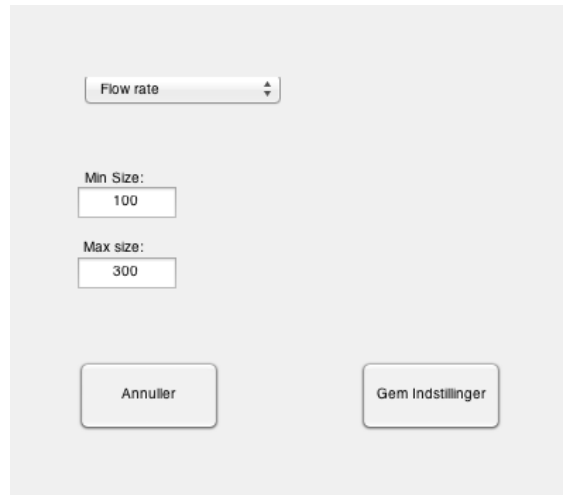 Flow rate
Min Size:
100
Max size:
300
Annuller
Gem Indstillinger